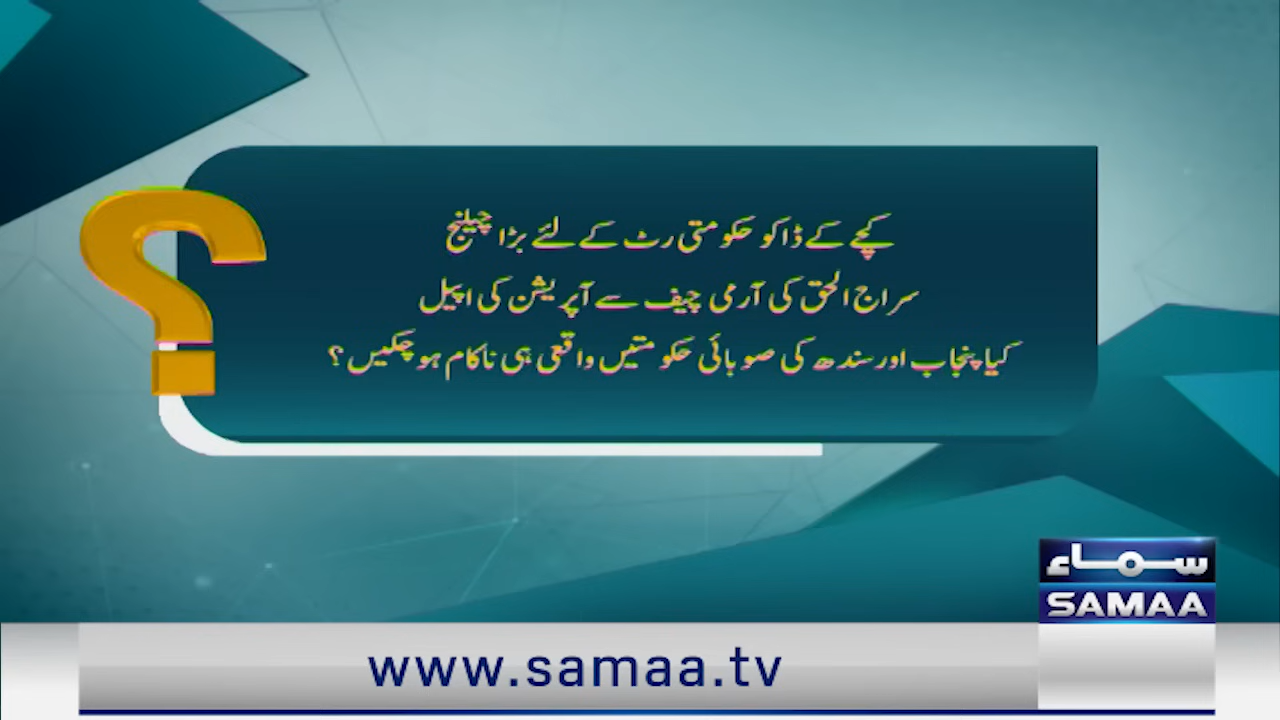 کچے کے ڈاکو حکومتی رٹ کے لئے بڑا چیلنج
سراج الحق کی آرمی چیف سے آپریشن کی اپیل
کیا پنجاب اور سندھ کی صوبائی حکومتیں واقعی ہی ناکام ہو چکیں؟
سماء
SAMAA
www.samaa.tv